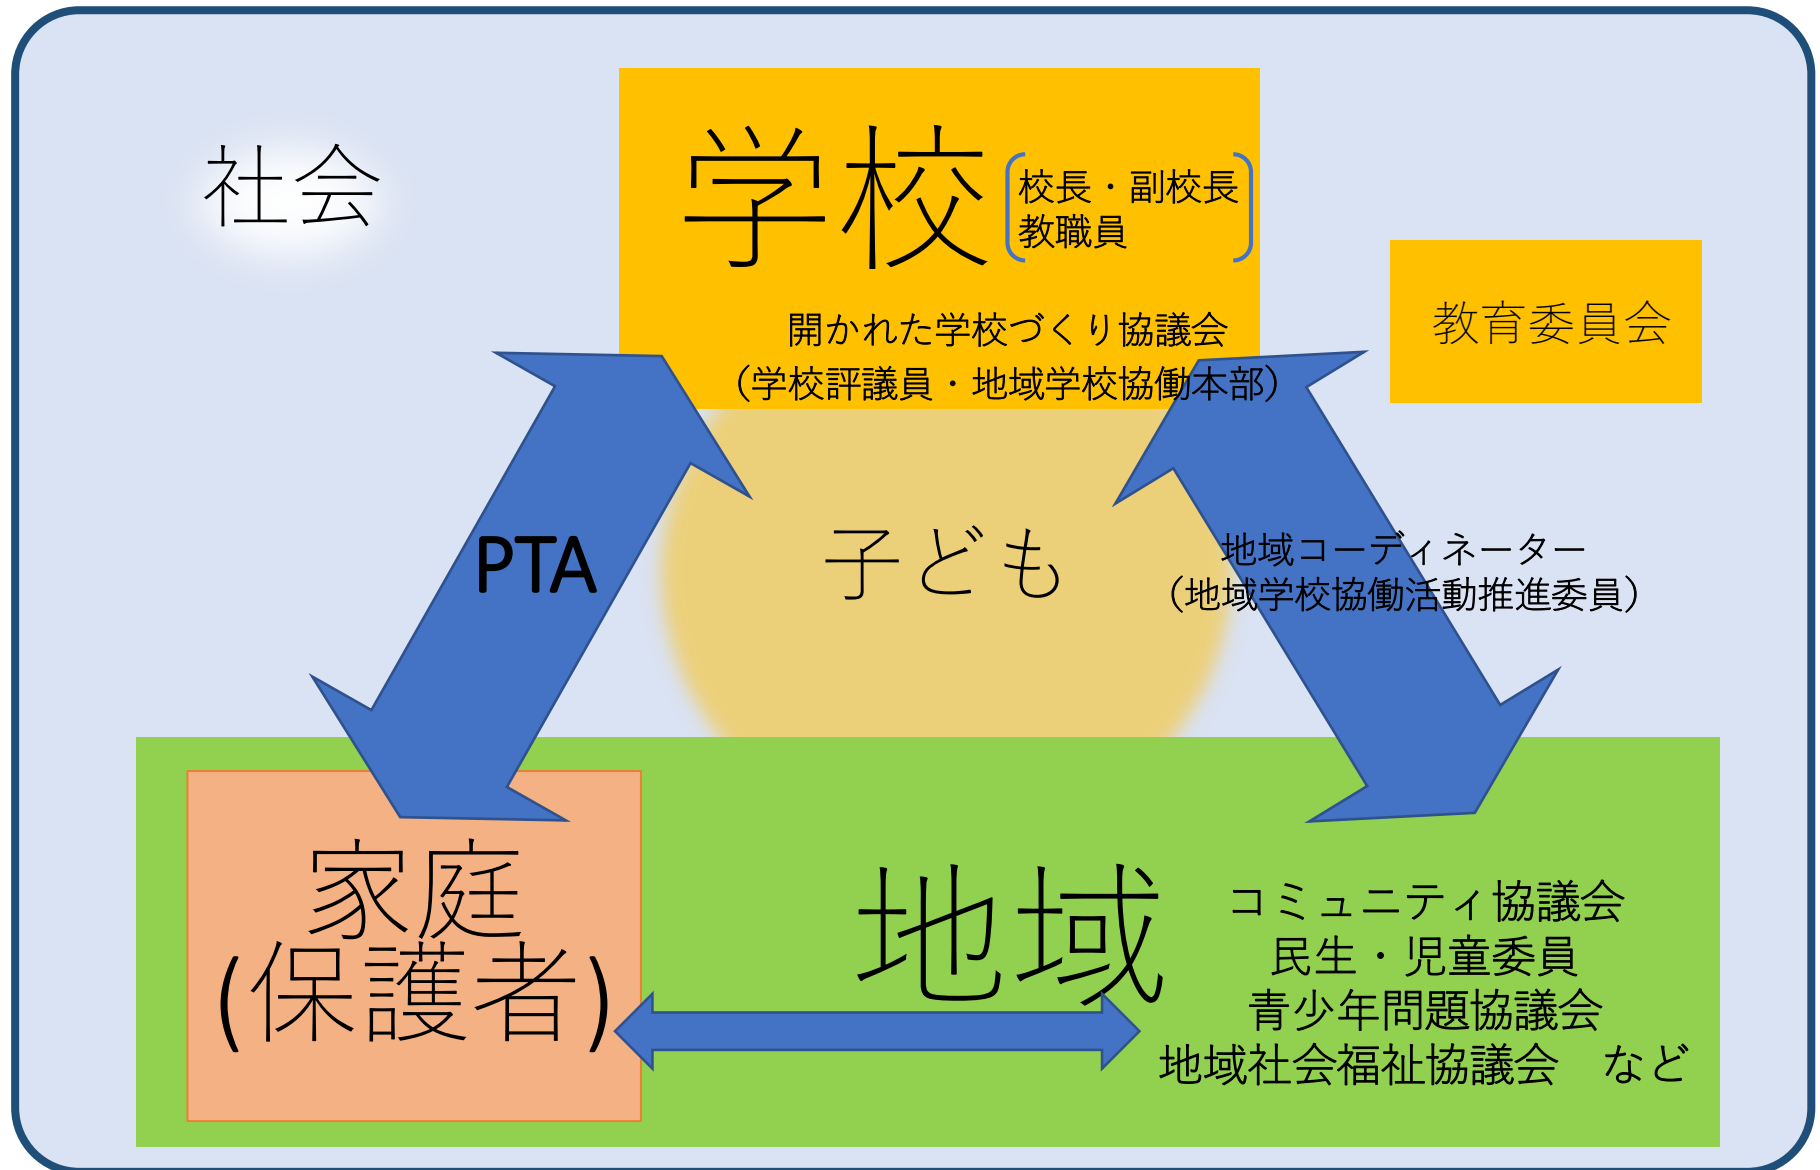 社会
学校
校長・副校長
教職員
開かれた学校づくり協議会
（学校評議員・地域学校協働本部）
教育委員会
PTA
子ども
地域コーディネーター
（地域学校協働活動推進委員）
家庭
(保護者)
地域
コミュニティ協議会
民生・児童委員
青少年問題協議会
地域社会福祉協議会　など